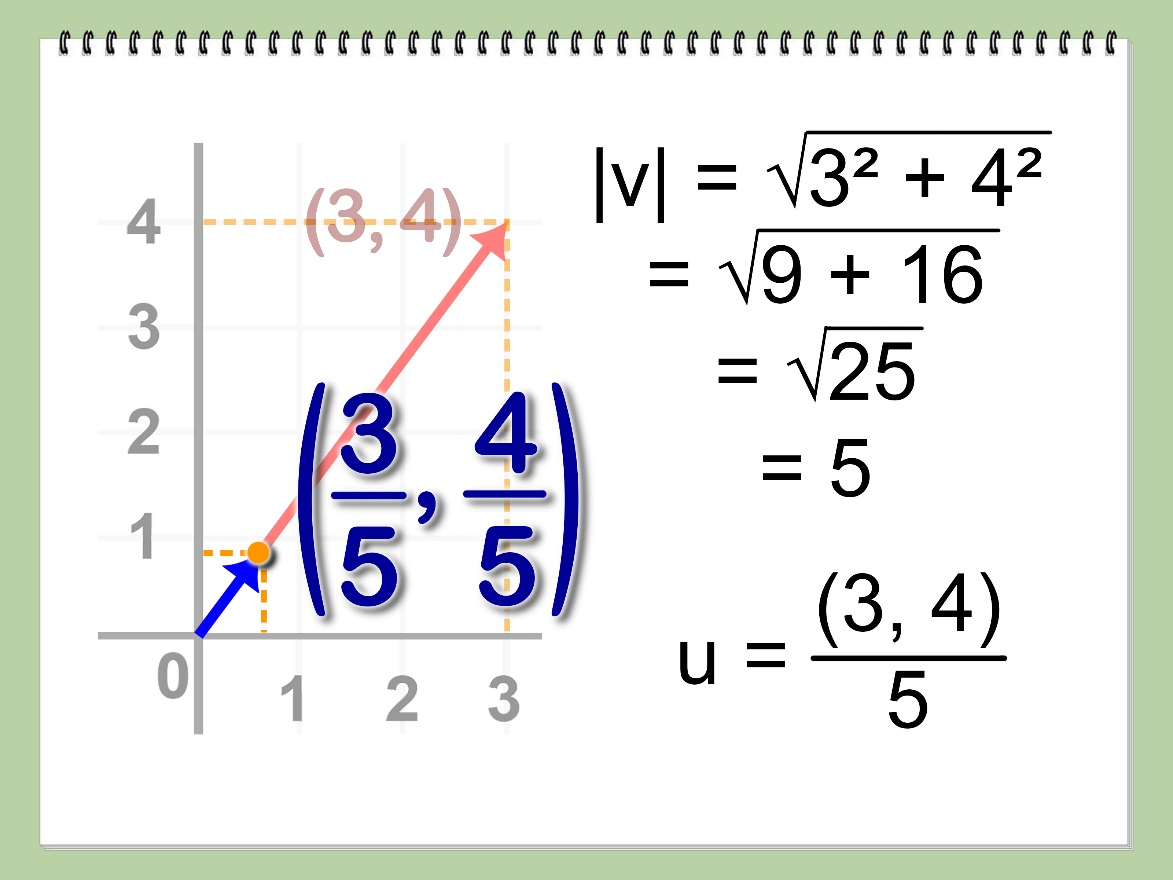 4
(3, 4)
3
2
1
(3/5, 4/5)
0
1 2 3
|v| = √3² + 4²
= √9 + 16
= √25
= 5
u = (3, 4)
5